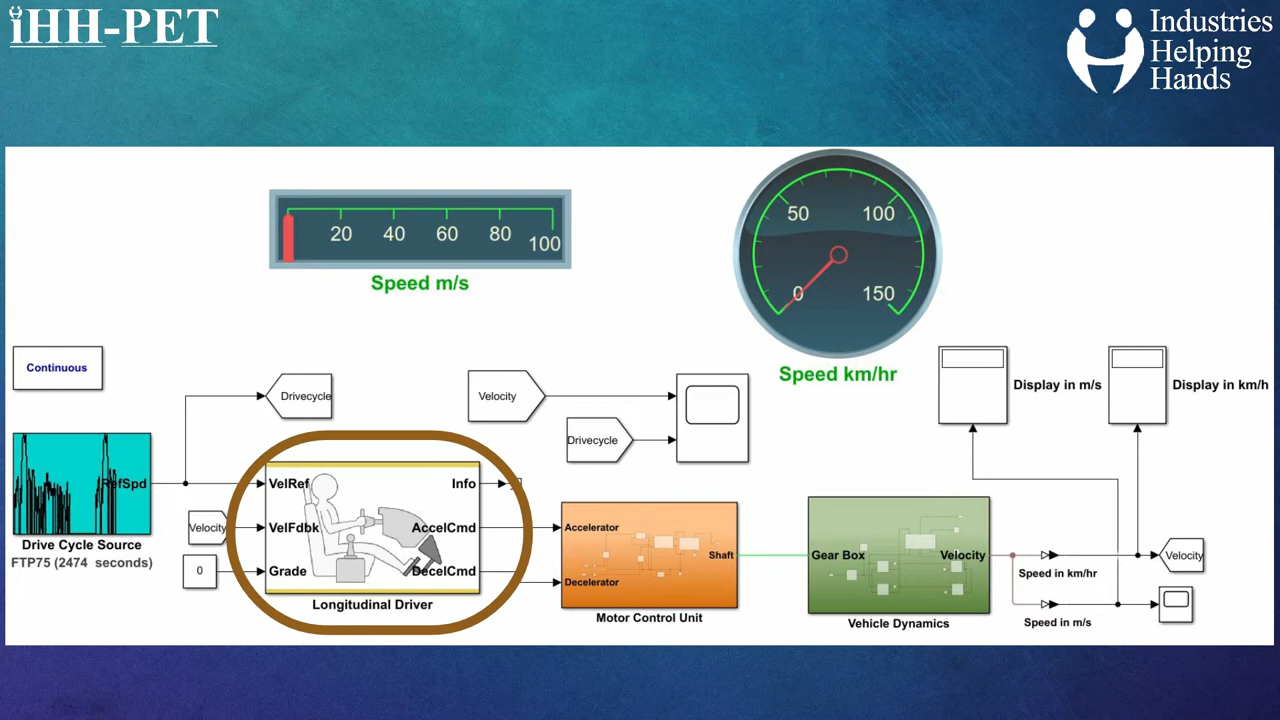 iHH-PET
Industries
Helping
Hands
20
40
60
80
100
Speed m/s
50
100
0
150
Speed km/hr
Continuous
Drivecycle
Velocity
Drivecycle
Display in m/s
Display in km/h
RefSpd
Drive Cycle Source
FTP75 (2474 seconds)
Velocity
0
VelRef
VelFdbk
Grade
Info
AccelCmd
DecelCmd
Longitudinal Driver
Accelerator
Decelerator
Shaft
Motor Control Unit
Gear Box
Velocity
Vehicle Dynamics
Speed in km/hr
Speed in m/s
Velocity